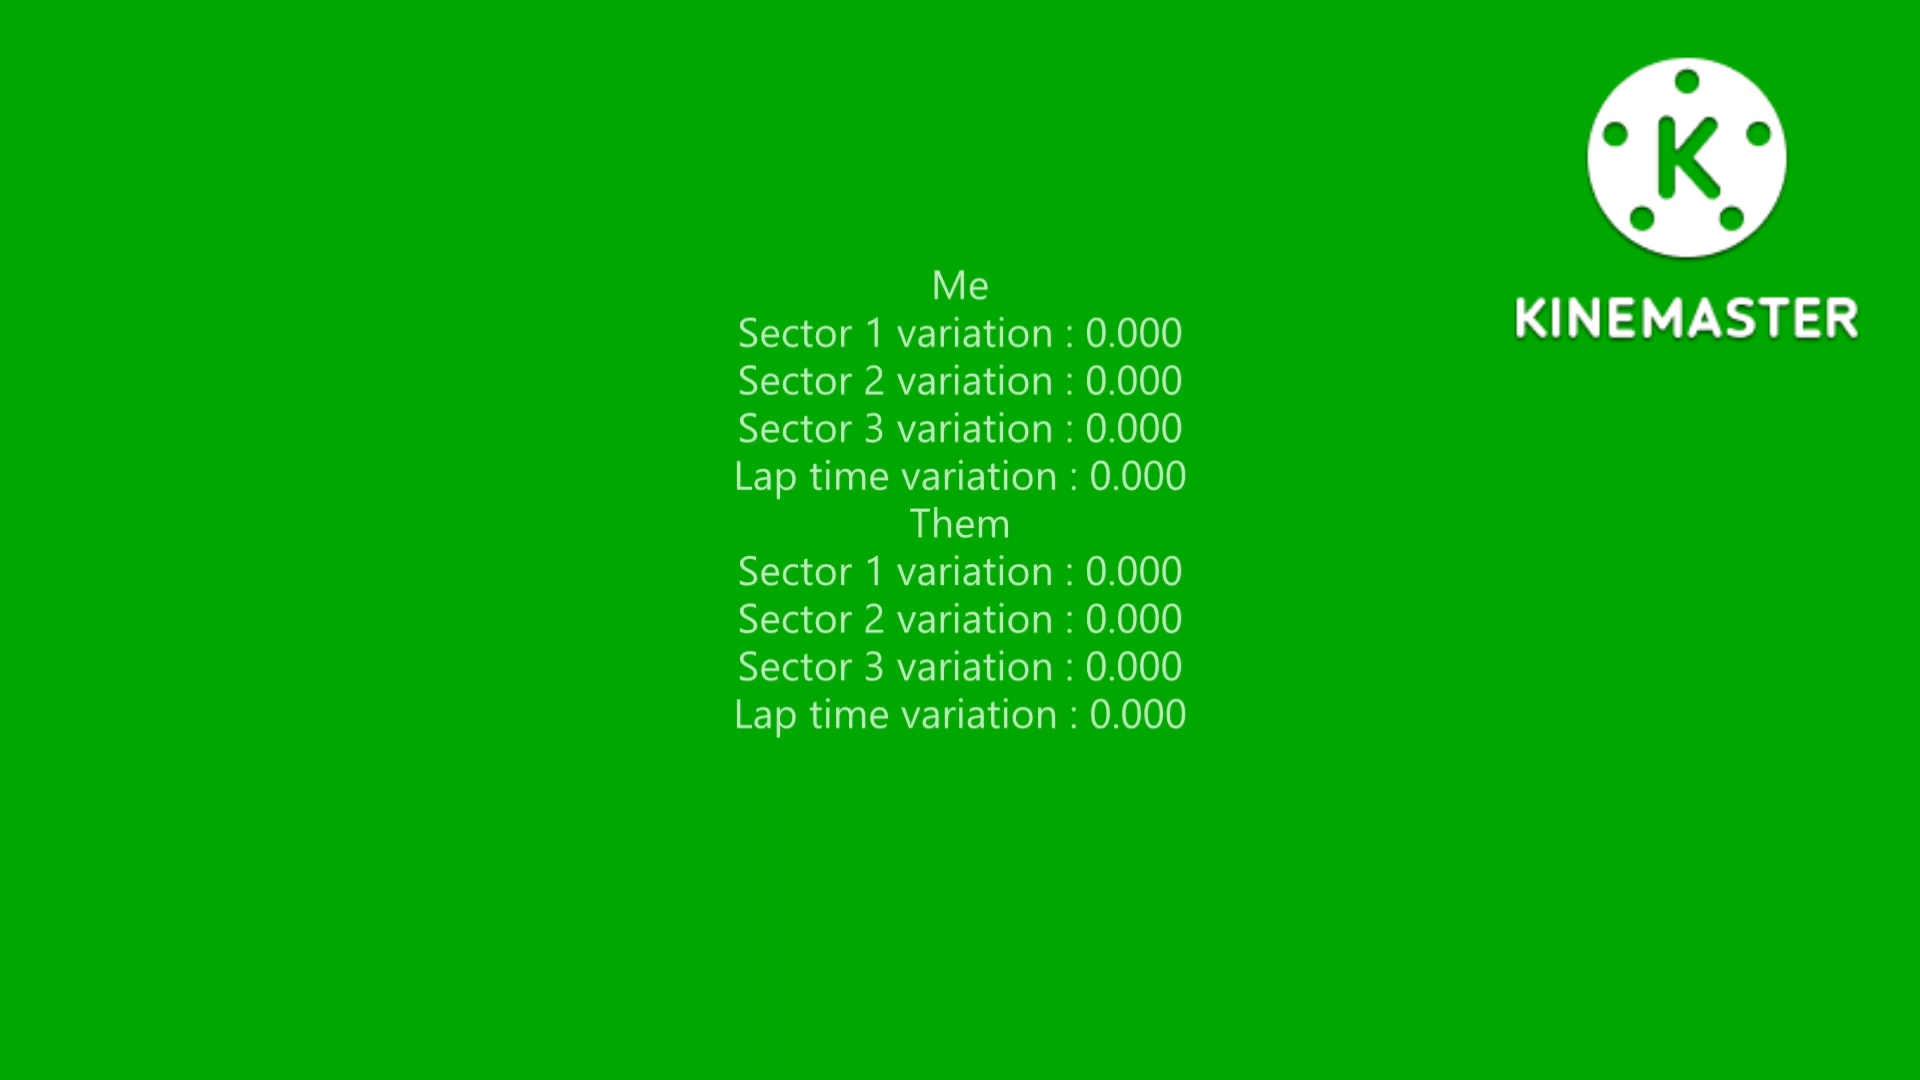 K
KINEMASTER
Me
Sector 1 variation : 0.000
Sector 2 variation : 0.000
Sector 3 variation : 0.000
Lap time variation : 0.000
Them
Sector 1 variation : 0.000
Sector 2 variation : 0.000
Sector 3 variation : 0.000
Lap time variation : 0.000